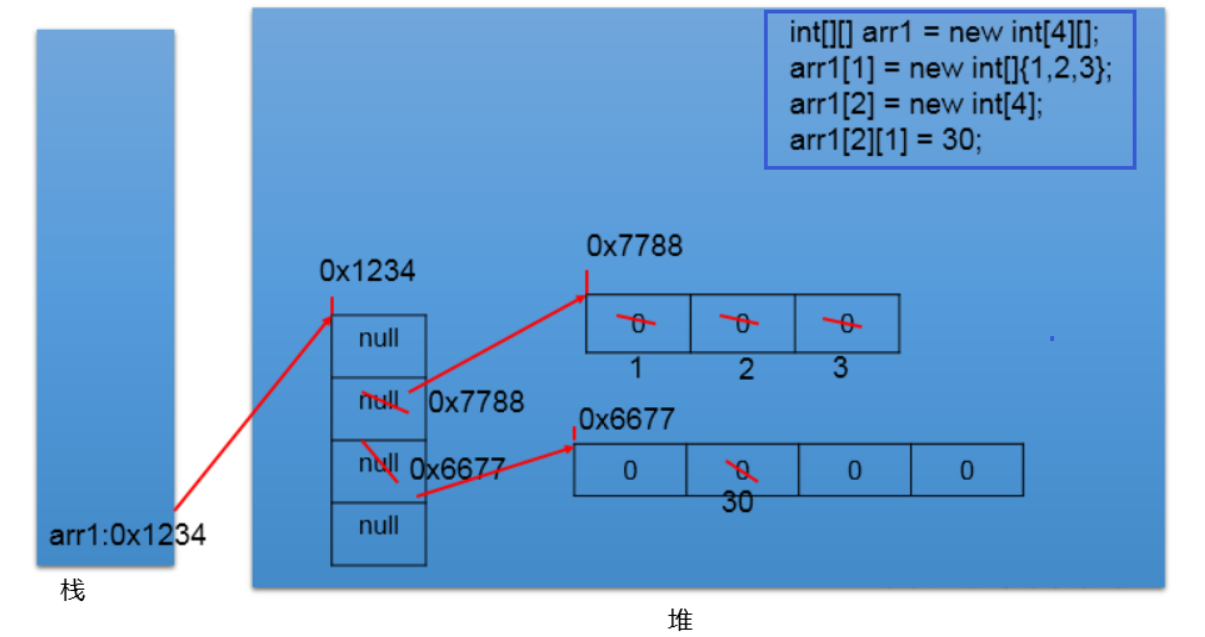 int[][] arr1 = new int[4][];
arr1[1] = new int[]{1,2,3};
arr1[2] = new int[4];
arr1[2][1] = 30;
0x7788
0x1234
0 0 0
1 2 3
null
null 0x7788
0x6677
null 0x6677
0 0 0 0
30
null
arr1:0x1234
栈
堆